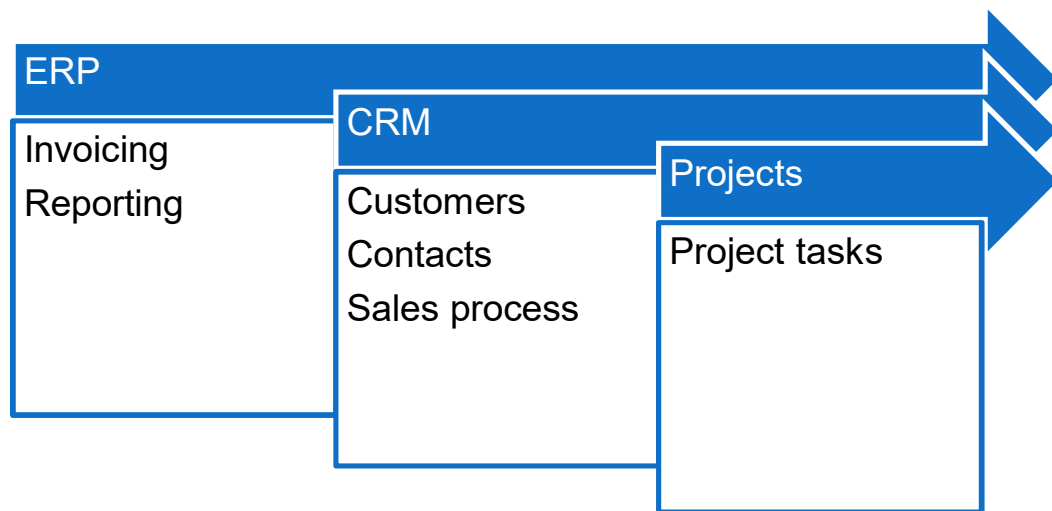 ERP
Invoicing
Reporting
CRM
Customers
Contacts
Sales process
Projects
Project tasks